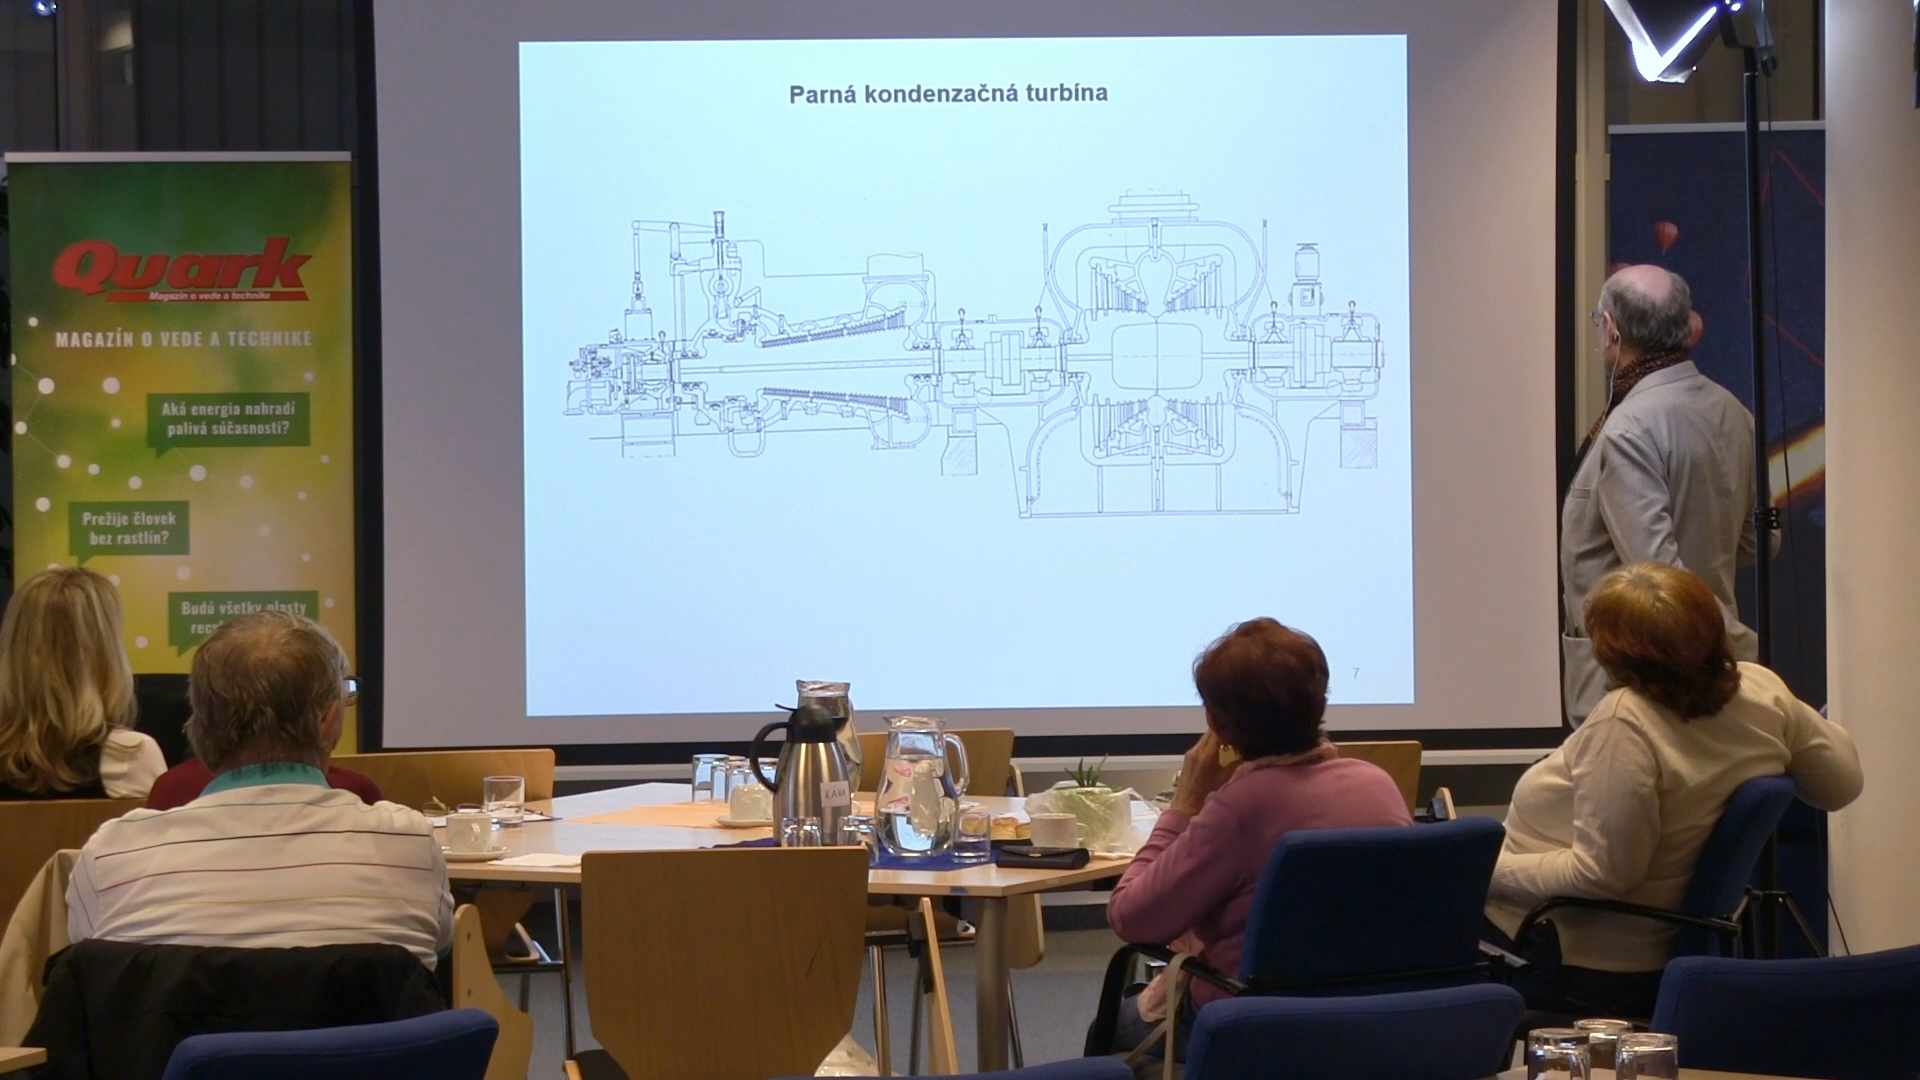 Parná kondenzačná turbína
7
Quark
Magazín o vede a technike
MAGAZÍN O VEDE A TECHNIKE
Aká energia nahradí
palivá súčasnosti?
Prežije človek
bez rastlín?
Budú všetky plasty
KÁVA